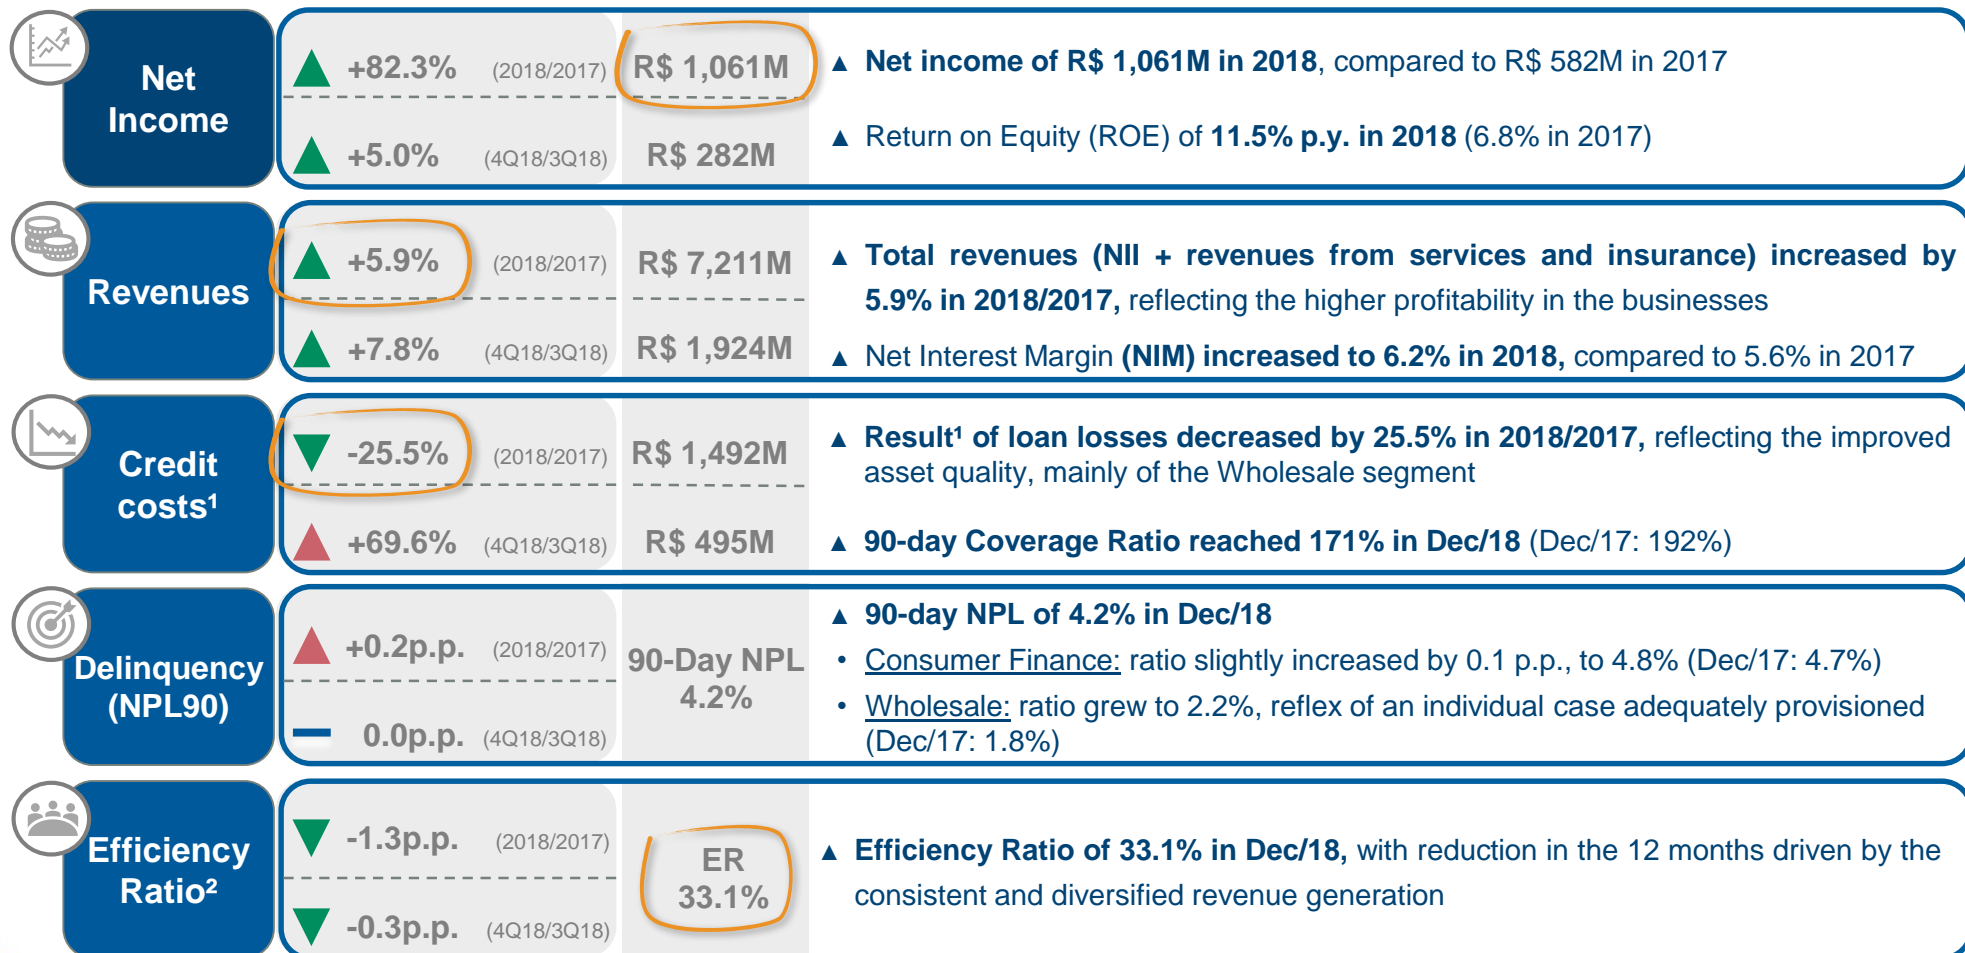 Net
Income
▲ +82.3% (2018/2017) R$ 1,061M
▲ +5.0% (4Q18/3Q18) R$ 282M
▲ Net income of R$ 1,061M in 2018, compared to R$ 582M in 2017
▲ Return on Equity (ROE) of 11.5% p.y. in 2018 (6.8% in 2017)
Revenues
▲ +5.9% (2018/2017) R$ 7,211M
▲ +7.8% (4Q18/3Q18) R$ 1,924M
▲ Total revenues (NII + revenues from services and insurance) increased by
5.9% in 2018/2017, reflecting the higher profitability in the businesses
▲ Net Interest Margin (NIM) increased to 6.2% in 2018, compared to 5.6% in 2017
Credit
costs¹
▼ -25.5% (2018/2017) R$ 1,492M
▲ +69.6% (4Q18/3Q18) R$ 495M
▲ Result¹ of loan losses decreased by 25.5% in 2018/2017, reflecting the improved
asset quality, mainly of the Wholesale segment
▲ 90-day Coverage Ratio reached 171% in Dec/18 (Dec/17: 192%)
Delinquency
(NPL90)
▲ +0.2p.p. (2018/2017)
0.0p.p. (4Q18/3Q18)
90-Day NPL
4.2%
▲ 90-day NPL of 4.2% in Dec/18
• Consumer Finance: ratio slightly increased by 0.1 p.p., to 4.8% (Dec/17: 4.7%)
• Wholesale: ratio grew to 2.2%, reflex of an individual case adequately provisioned
(Dec/17: 1.8%)
Efficiency
Ratio²
▼ -1.3p.p. (2018/2017)
▼ -0.3p.p. (4Q18/3Q18)
ER
33.1%
▲ Efficiency Ratio of 33.1% in Dec/18, with reduction in the 12 months driven by the
consistent and diversified revenue generation